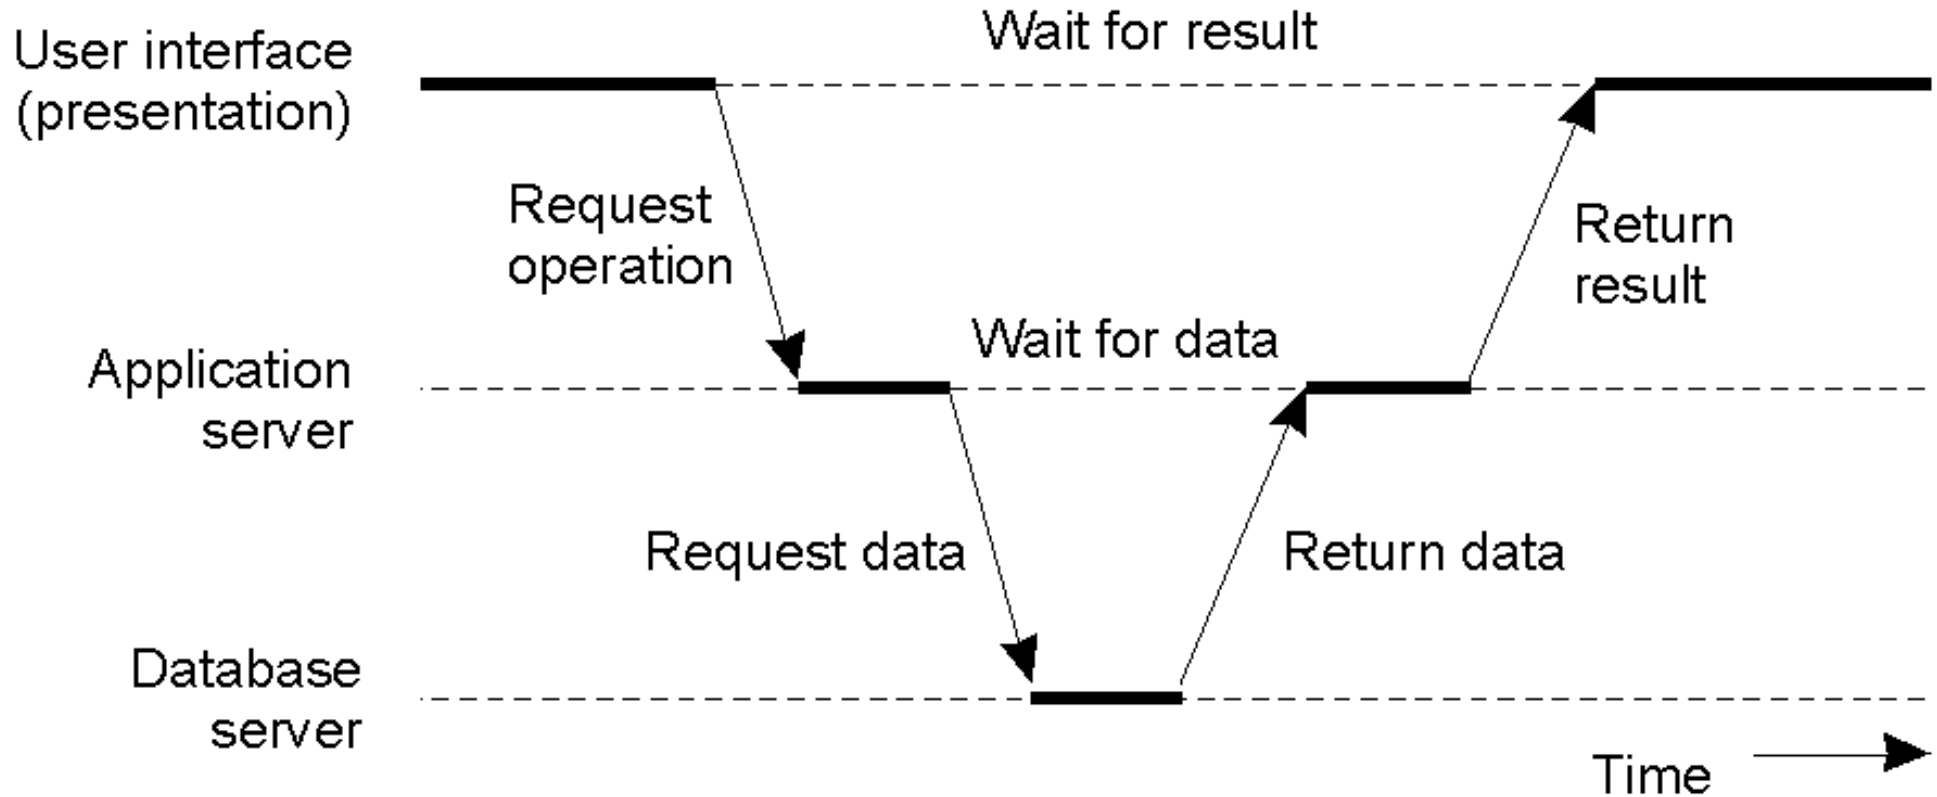 Wait for result
User interface
(presentation)
Request
operation
Return
result
Wait for data
Application
server
Request data
Return data
Database
server
Time